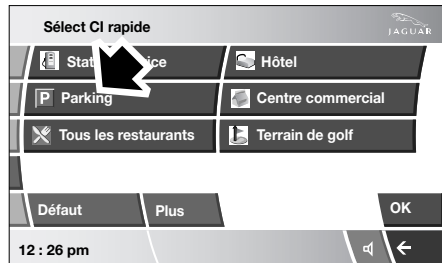 Sélect CI rapide
JAGUAR
Hôtel
P Parking
Centre commercial
Tous les restaurants
Terrain de golf
Défaut
Plus
OK
12 : 26 pm